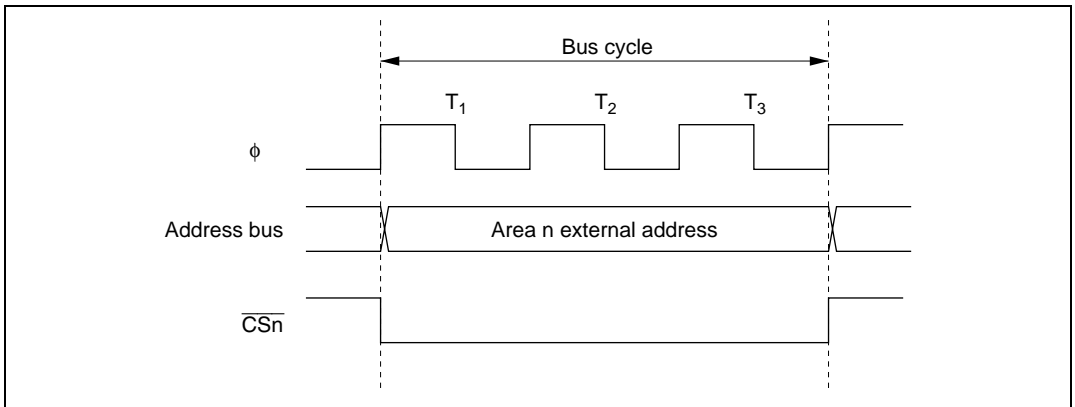 Bus cycle
T1 T2 T3
ϕ
Address bus Area n external address
CSn